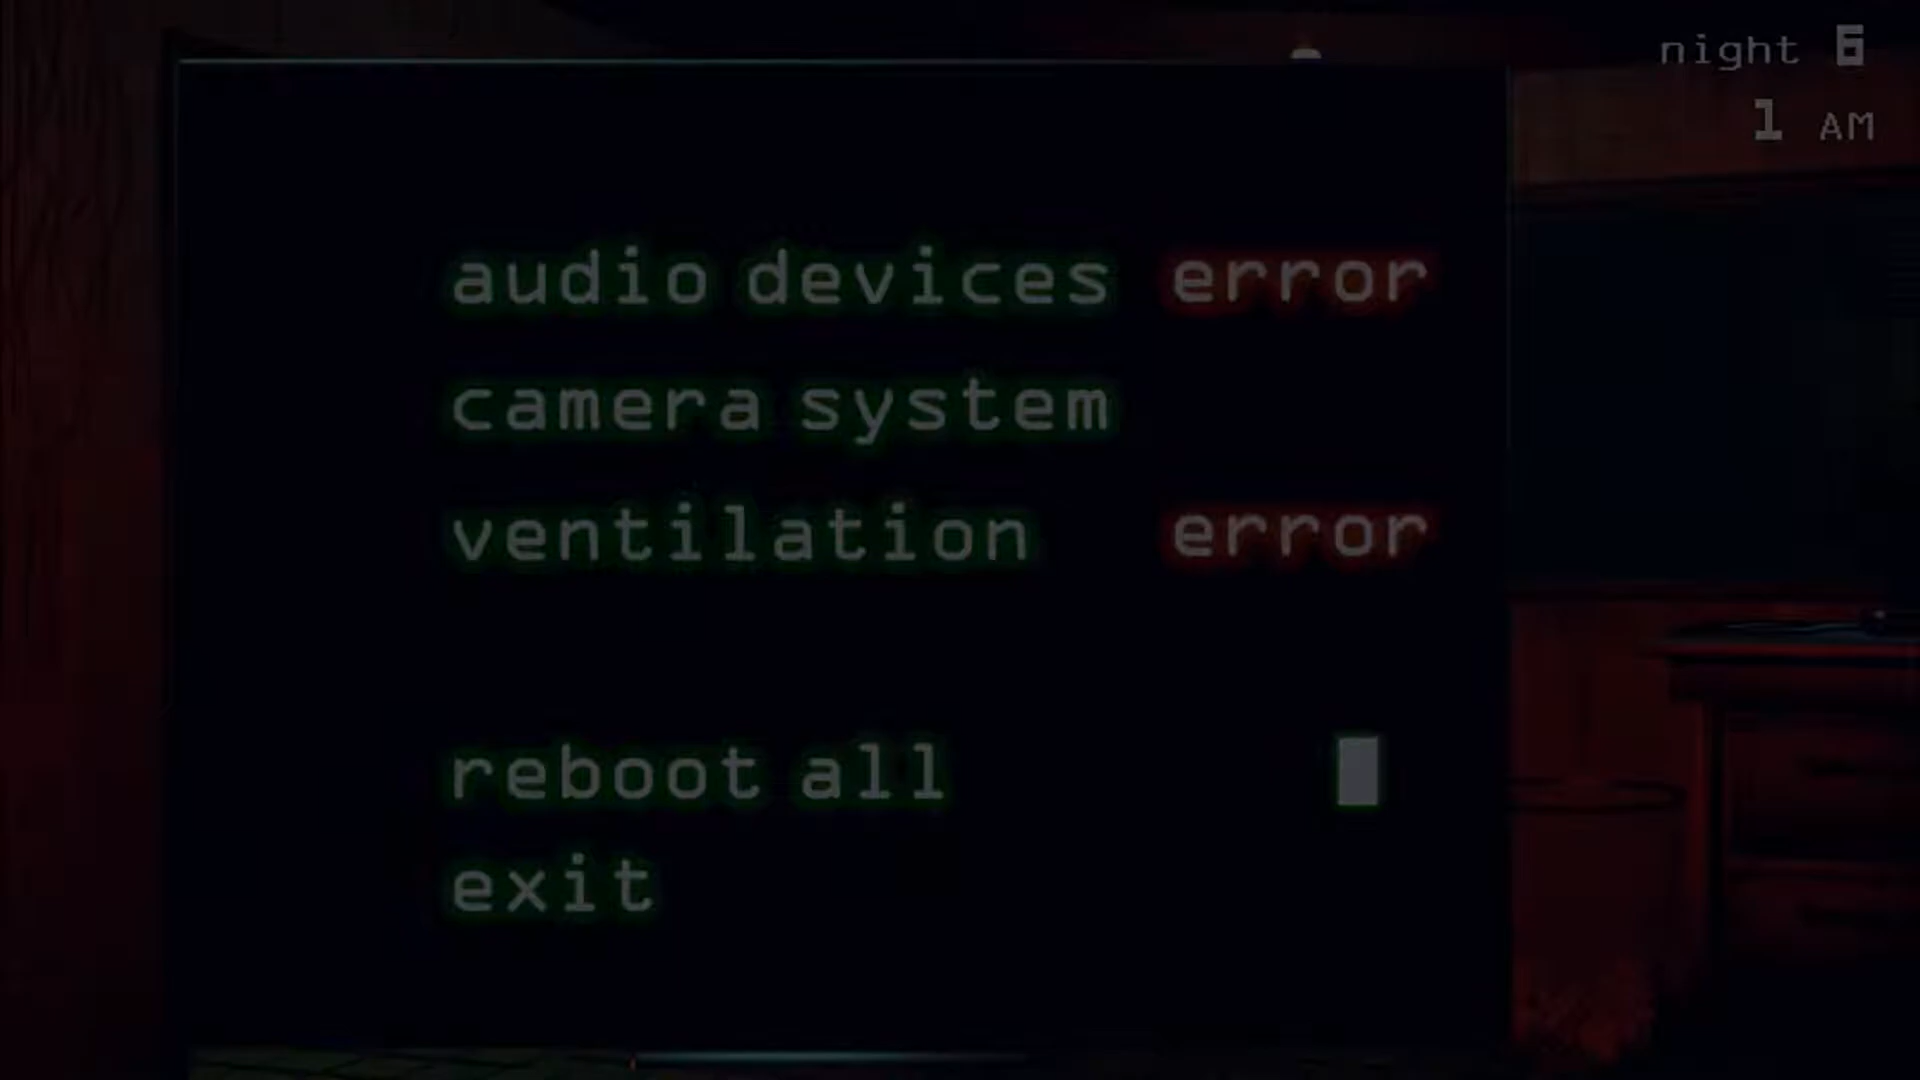 night 6
1 AM
audio devices error
camera system
ventilation error
reboot all
exit